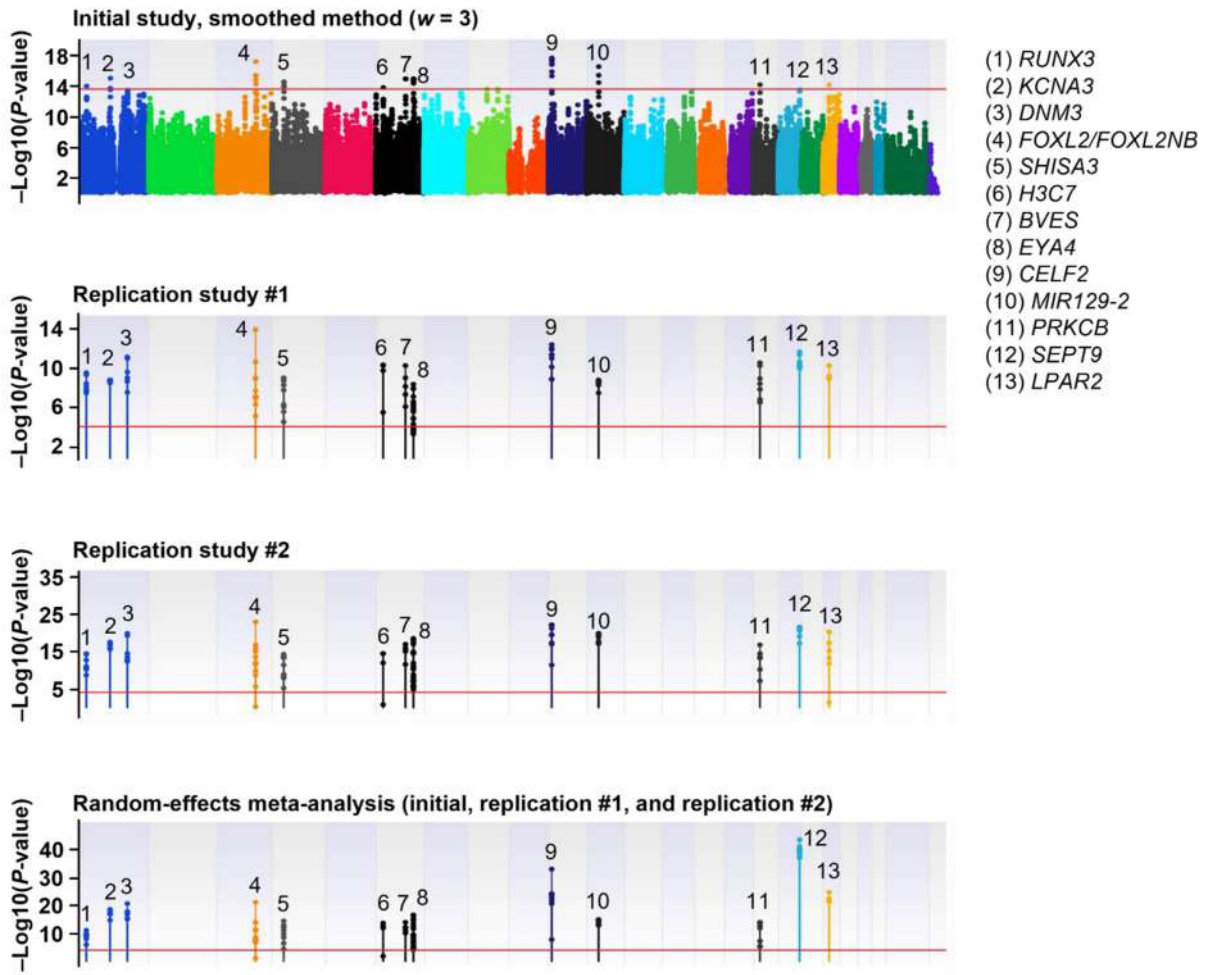 Initial study, smoothed method (w = 3)
–Log10(P-value)
18
14
10
6
2
1 2 3 4 5 6 7 8 9 10 11 12 13
(1) RUNX3
(2) KCNA3
(3) DNM3
(4) FOXL2/FOXL2NB
(5) SHISA3
(6) H3C7
(7) BVES
(8) EYA4
(9) CELF2
(10) MIR129-2
(11) PRKCB
(12) SEPT9
(13) LPAR2
Replication study #1
–Log10(P-value)
14
10
6
2
1 2 3 4 5 6 7 8 9 10 11 12 13
Replication study #2
–Log10(P-value)
35
25
15
5
1 2 3 4 5 6 7 8 9 10 11 12 13
Random-effects meta-analysis (initial, replication #1, and replication #2)
–Log10(P-value)
40
30
20
10
1 2 3 4 5 6 7 8 9 10 11 12 13